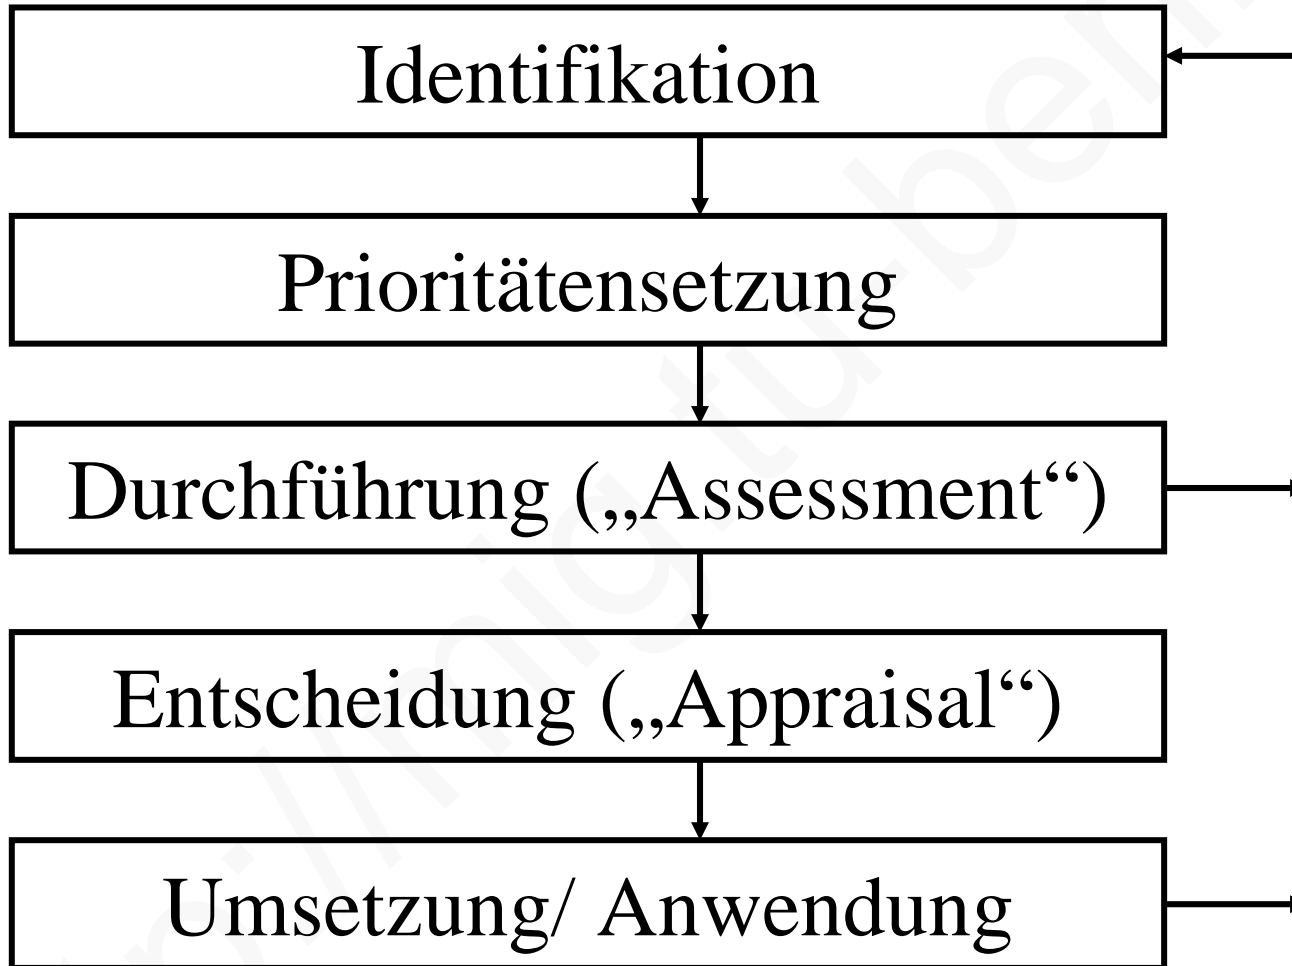 Identifikation
Prioritätensetzung
Durchführung („Assessment“)
Entscheidung („Appraisal“)
Umsetzung/ Anwendung